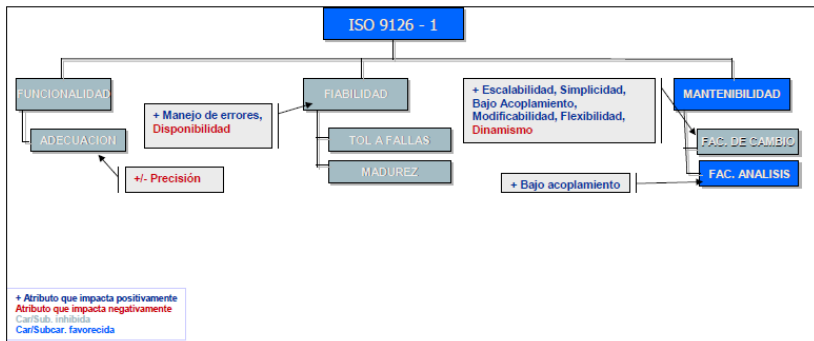 ISO 9126 - 1
FUNCIONALIDAD
FIABILIDAD
MANTENIBILIDAD
+ Escalabilidad, Simplicidad,
Bajo Acoplamiento,
Modificabilidad, Flexibilidad,
Dinamismo
+ Manejo de errores,
Disponibilidad
ADECUACION
TOL A FALLAS
FAC. DE CAMBIO
MADUREZ
FAC. ANALISIS
+/- Precisión
+ Bajo acoplamiento
+ Atributo que impacta positivamente
Atributo que impacta negativamente
Car/Sub. inhibida
Car/Subcar. favorecida